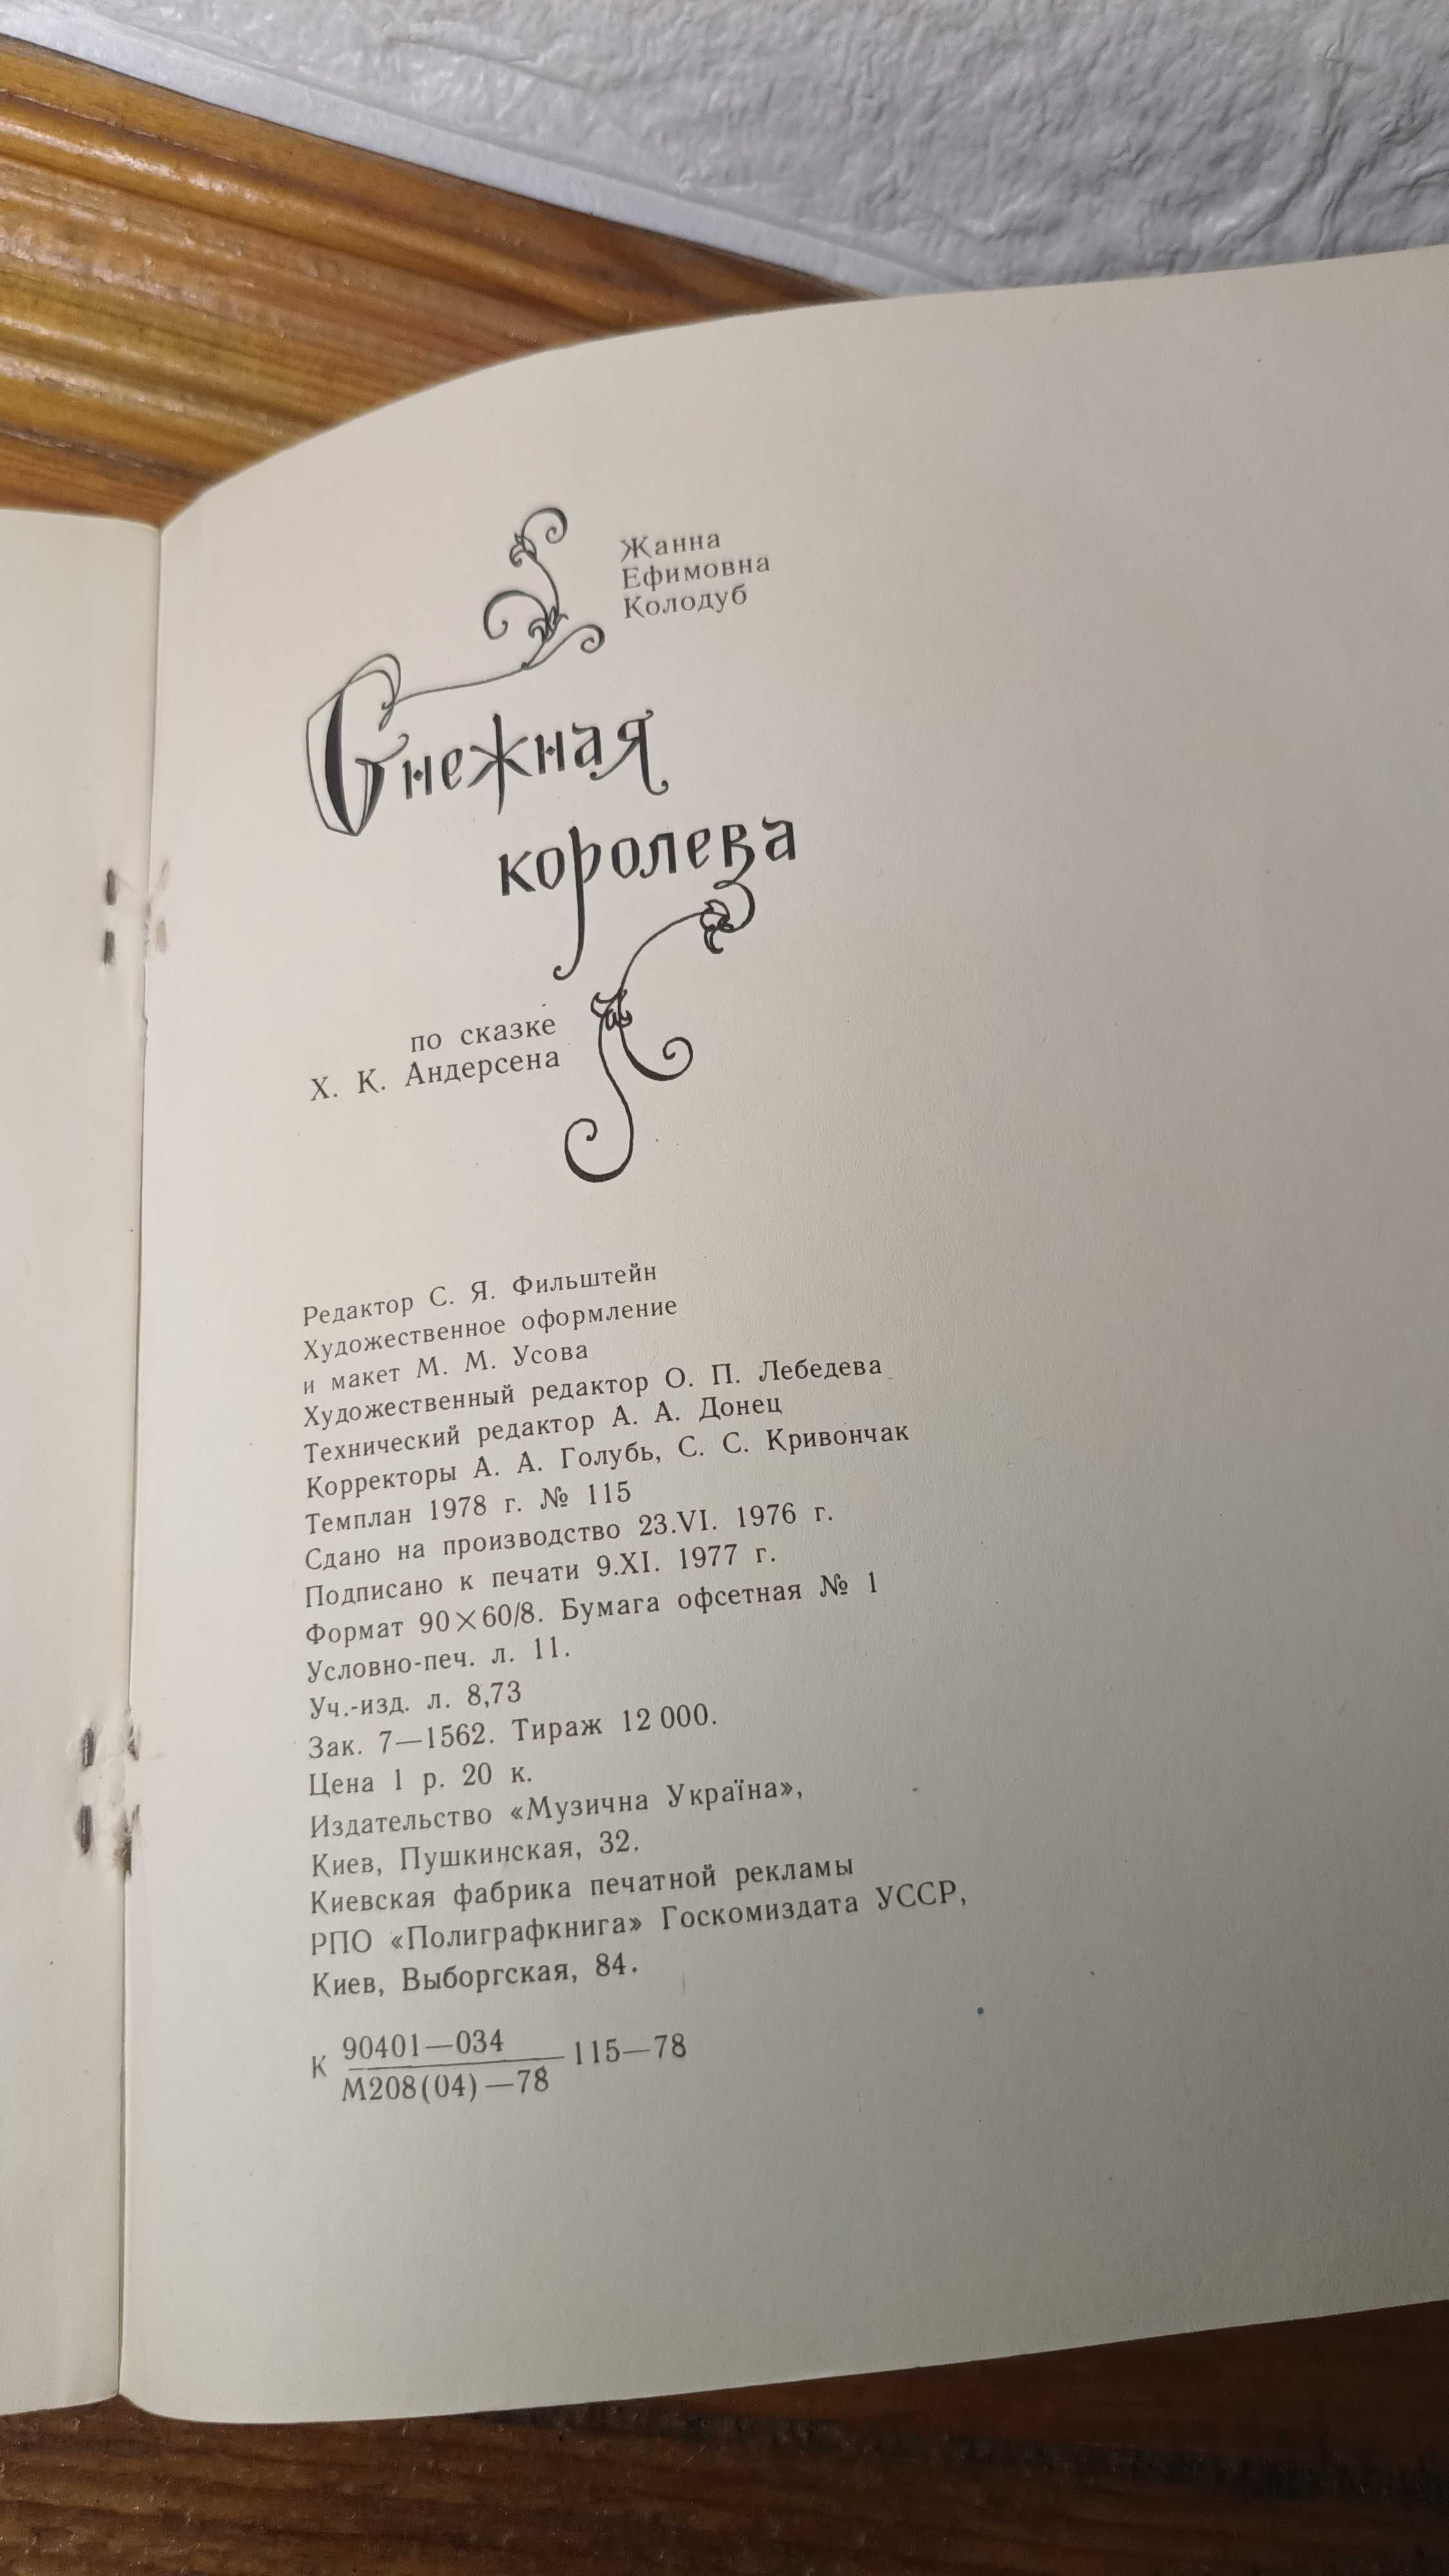 Жанна
Ефимовна
Колодуб
Снежная
королева
по сказке
Х. К. Андерсена
Редактор С. Я. Фильштейн
Художественное оформление
и макет М. М. Усова
Художественный редактор О. П. Лебедева
Технический редактор А. А. Донец
Корректоры А. А. Голубь, С. С. Кривончак
Темплан 1978 г. № 115
Сдано на производство 23.VI. 1976 г.
Подписано к печати 9.XI. 1977 г.
Формат 90×60/8. Бумага офсетная № 1
Условно-печ. л. 11.
Уч.-изд. л. 8,73
Зак. 7—1562. Тираж 12 000.
Цена 1 р. 20 к.
Издательство «Музична Україна»,
Киев, Пушкинская, 32.
Киевская фабрика печатной рекламы
РПО «Полиграфкнига» Госкомиздата УССР,
Киев, Выборгская, 84.
К 90401—034
М208(04)—78 115—78